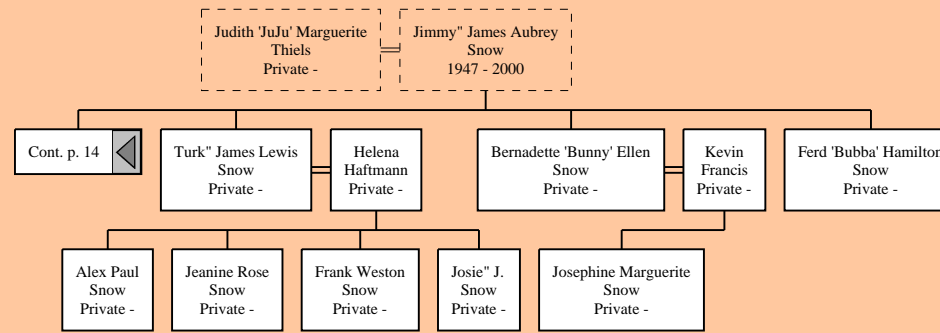 Judith 'JuJu' Marguerite
Thiels
Private -
Jimmy" James Aubrey
Snow
1947 - 2000
Cont. p. 14
Turk" James Lewis
Snow
Private -
Helena
Haftmann
Private -
Bernadette 'Bunny' Ellen
Snow
Private -
Kevin
Francis
Private -
Ferd 'Bubba' Hamilton
Snow
Private -
Alex Paul
Snow
Private -
Jeanine Rose
Snow
Private -
Frank Weston
Snow
Private -
Josie" J.
Snow
Private -
Josephine Marguerite
Snow
Private -